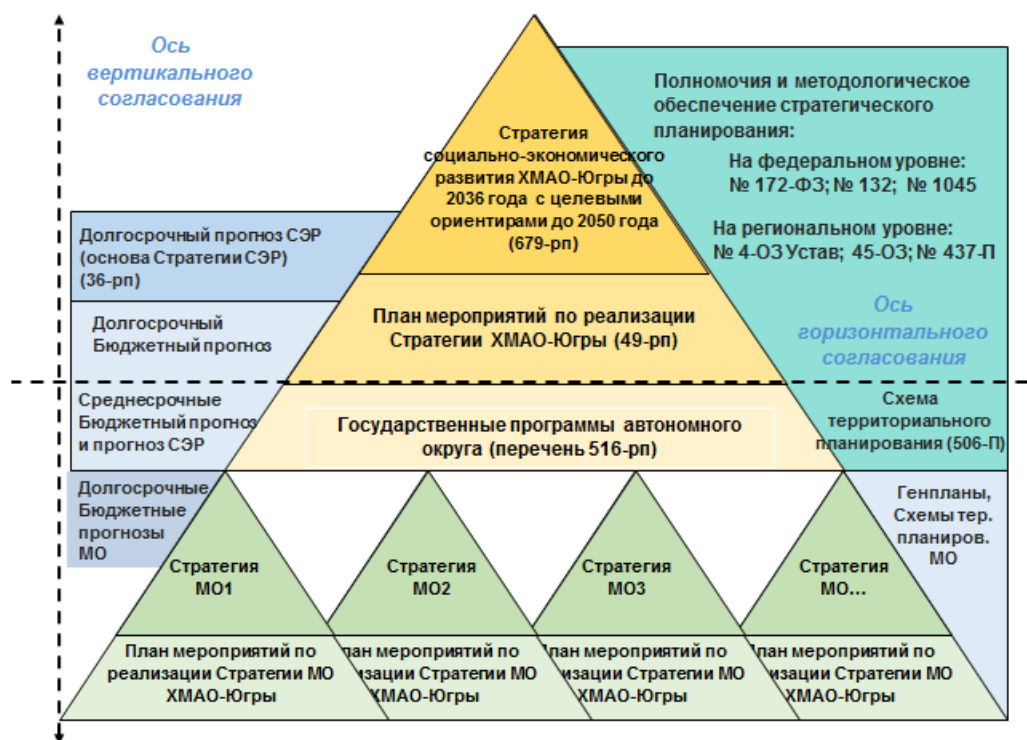 Ось
вертикального
согласования
Полномочия и методологическое
обеспечение стратегического
планирования:
На федеральном уровне:
№ 172-ФЗ; № 132; № 1045
На региональном уровне:
№ 4-ОЗ Устав; 45-ОЗ; № 437-П
Стратегия
социально-экономического
развития ХМАО-Югры до
2036 года с целевыми
ориентирами до 2050 года
(679-рп)
Долгосрочный прогноз СЭР
(основа Стратегии СЭР)
(36-рп)
Долгосрочный
Бюджетный прогноз
План мероприятий по реализации
Стратегии ХМАО-Югры (49-рп)
Ось
горизонтального
согласования
Среднесрочные
Бюджетный прогноз
и прогноз СЭР
Государственные программы автономного
округа (перечень 516-рп)
Схема
территориального
планирования (506-П)
Долгосрочные
Бюджетные
прогнозы
МО
Генпланы,
Схемы тер.
планиров.
МО
Стратегия
МО1
Стратегия
МО2
Стратегия
МО3
Стратегия
МО...
План мероприятий по
реализации Стратегии МО
ХМАО-Югры
мероприятий по
Стратегии МО
ХМАО-Югры
мероприятий по
Стратегии МО
ХМАО-Югры
мероприятий по
Стратегии МО
ХМАО-Югры